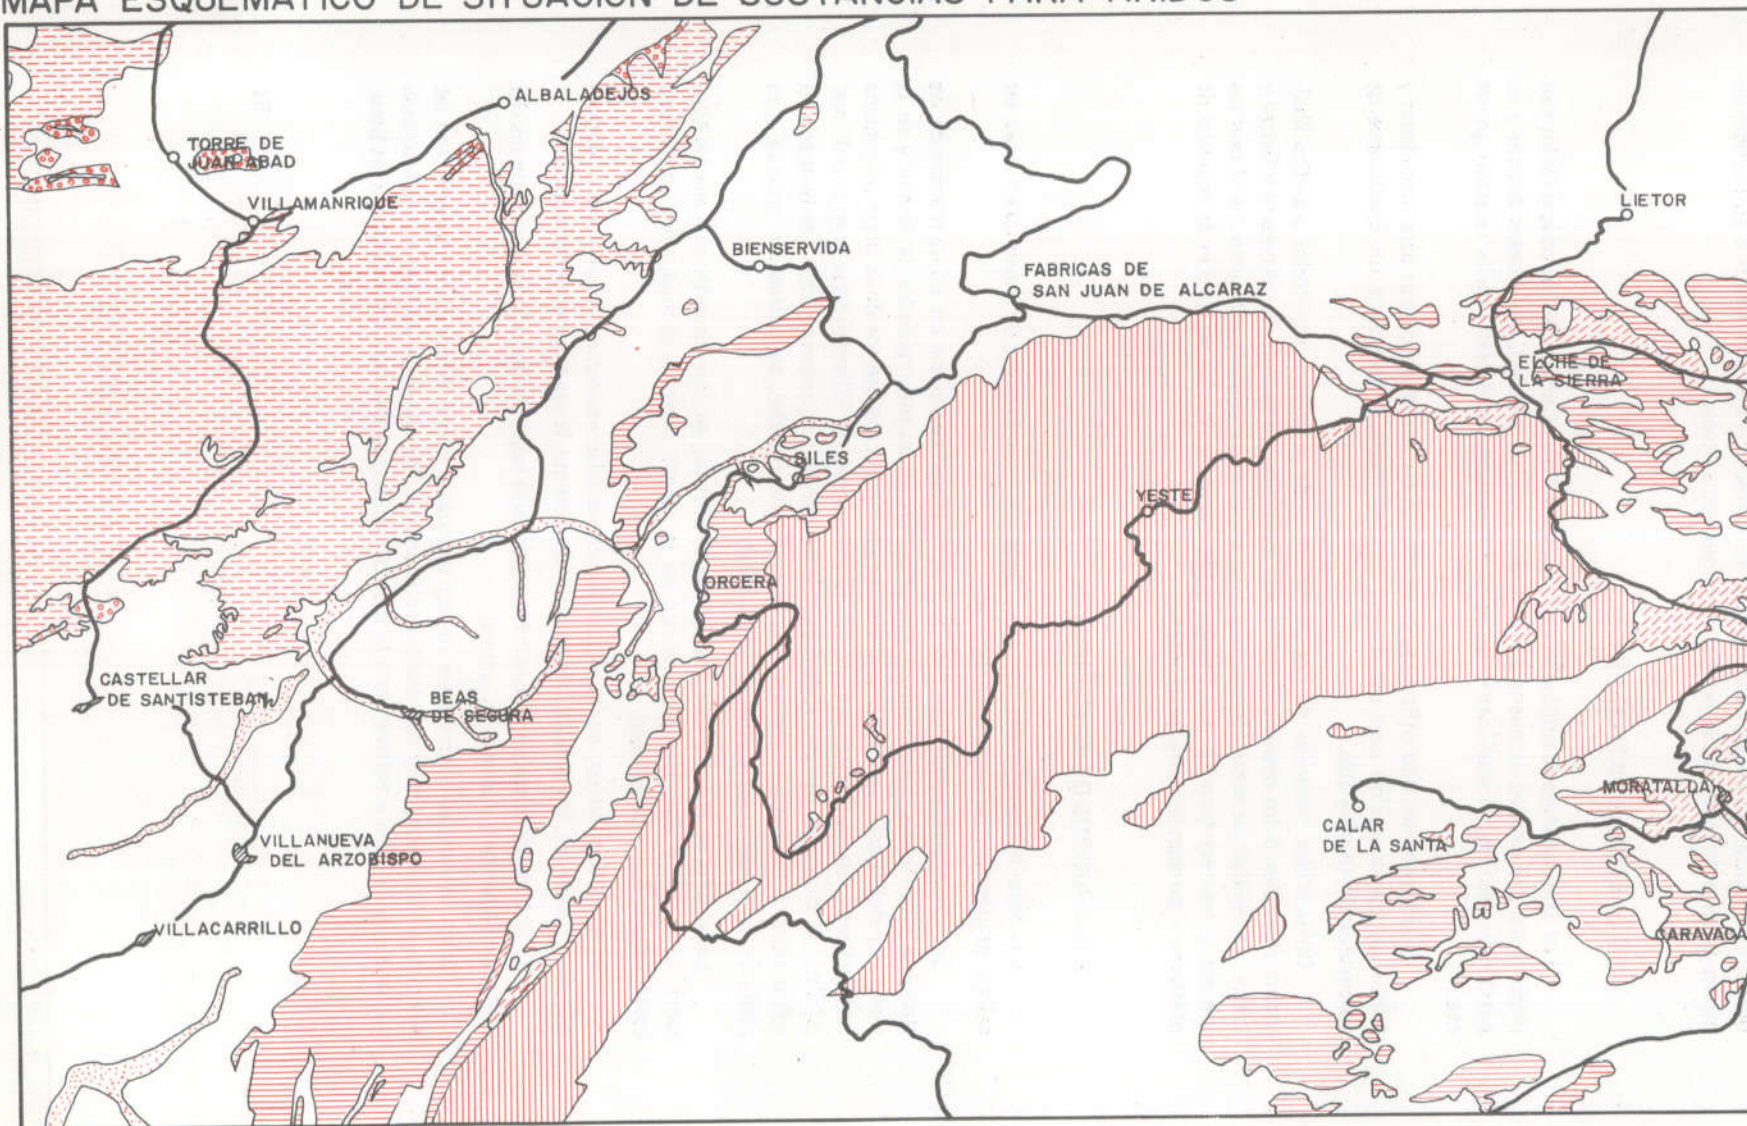 MAPA ESQUEMATICO DE SITUACION DE SUSTANCIAS PARA ARIDOS
ALBALADEJOS
TORRE DE
JUAN ABAD
VILLAMANRIQUE
LIETOR
BIENSERVIDA
FABRICAS DE
SAN JUAN DE ALCARAZ
ELCHE DE
LA SIERRA
SILES
YESTE
ORCERA
CASTELLAR
DE SANTISTEBAN
BEAS
DE SEGURA
MORATALDA
CALAR
DE LA SANTA
VILLANUEVA
DEL ARZOBISPO
VILLACARRILLO
CARAVACA